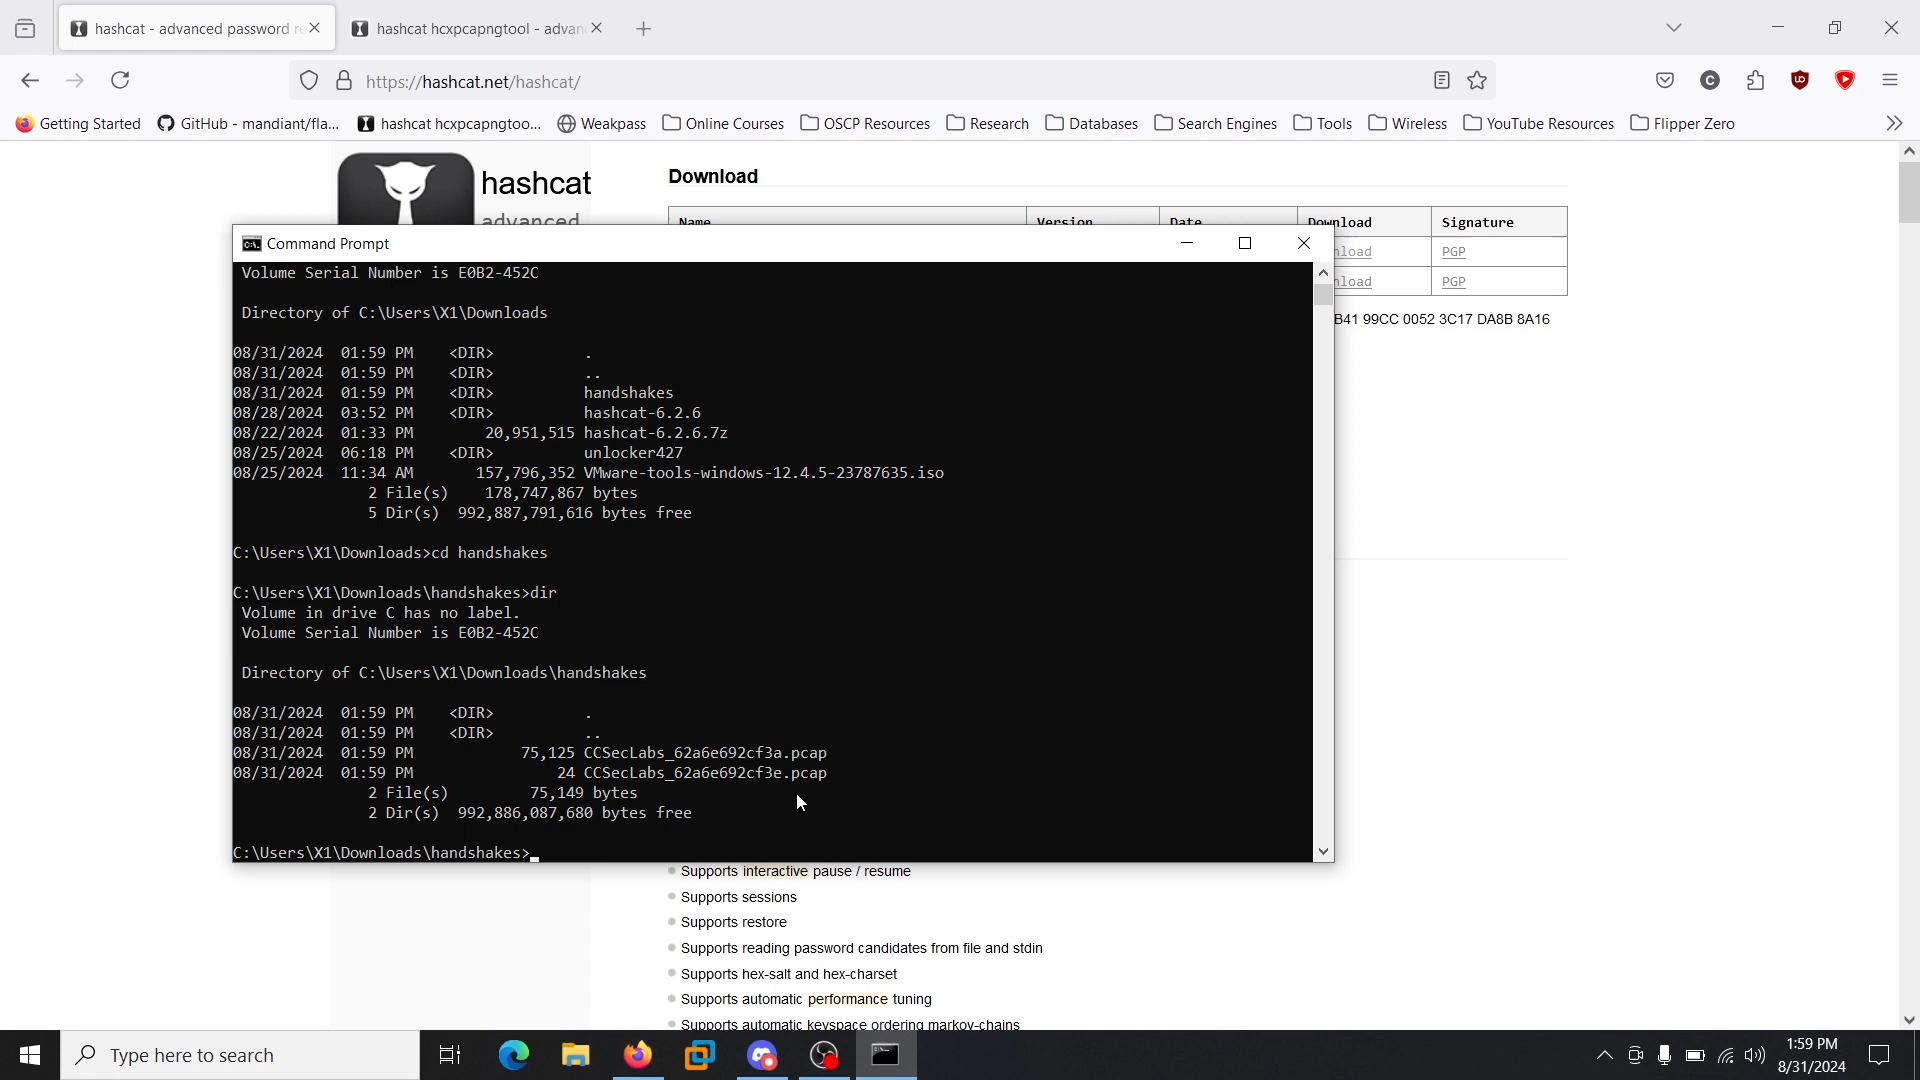 hashcat - advanced password re
hashcat hcxpcapngtool - advan
https://hashcat.net/hashcat/
Getting Started
GitHub - mandiant/fla...
hashcat hcxpcapngtoo...
Weakpass
Online Courses
OSCP Resources
Research
Databases
Search Engines
Tools
Wireless
YouTube Resources
Flipper Zero
hashcat
advanced
Download
Name Version Date Download Signature
nload PGP
nload PGP
B41 99CC 0052 3C17 DA8B 8A16
Command Prompt
Volume Serial Number is E0B2-452C
Directory of C:\Users\X1\Downloads
08/31/2024 01:59 PM <DIR> .
08/31/2024 01:59 PM <DIR> ..
08/31/2024 01:59 PM <DIR> handshakes
08/28/2024 03:52 PM <DIR> hashcat-6.2.6
08/22/2024 01:33 PM 20,951,515 hashcat-6.2.6.7z
08/25/2024 06:18 PM <DIR> unlocker427
08/25/2024 11:34 AM 157,796,352 VMware-tools-windows-12.4.5-23787635.iso
2 File(s) 178,747,867 bytes
5 Dir(s) 992,887,791,616 bytes free
C:\Users\X1\Downloads>cd handshakes
C:\Users\X1\Downloads\handshakes>dir
Volume in drive C has no label.
Volume Serial Number is E0B2-452C
Directory of C:\Users\X1\Downloads\handshakes
08/31/2024 01:59 PM <DIR> .
08/31/2024 01:59 PM <DIR> ..
08/31/2024 01:59 PM 75,125 CCSecLabs_62a6e692cf3a.pcap
08/31/2024 01:59 PM 24 CCSecLabs_62a6e692cf3e.pcap
2 File(s) 75,149 bytes
2 Dir(s) 992,886,087,680 bytes free
C:\Users\X1\Downloads\handshakes>_
Supports interactive pause / resume
Supports sessions
Supports restore
Supports reading password candidates from file and stdin
Supports hex-salt and hex-charset
Supports automatic performance tuning
Supports automatic keyspace ordering markov-chains
Type here to search
1:59 PM
8/31/2024